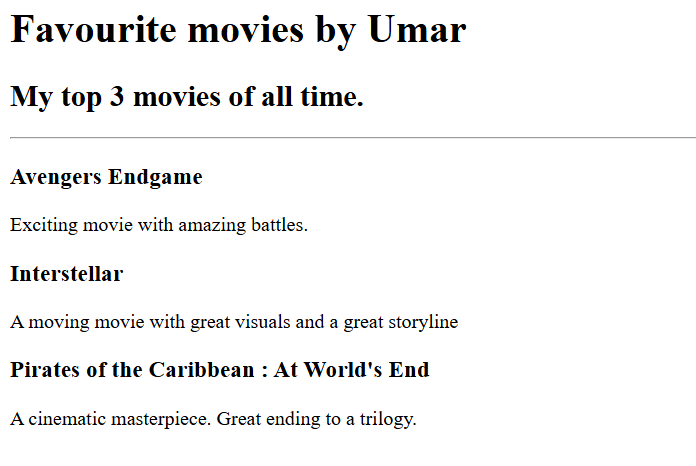 Favourite movies by Umar
My top 3 movies of all time.
Avengers Endgame
Exciting movie with amazing battles.
Interstellar
A moving movie with great visuals and a great storyline
Pirates of the Caribbean : At World's End
A cinematic masterpiece. Great ending to a trilogy.